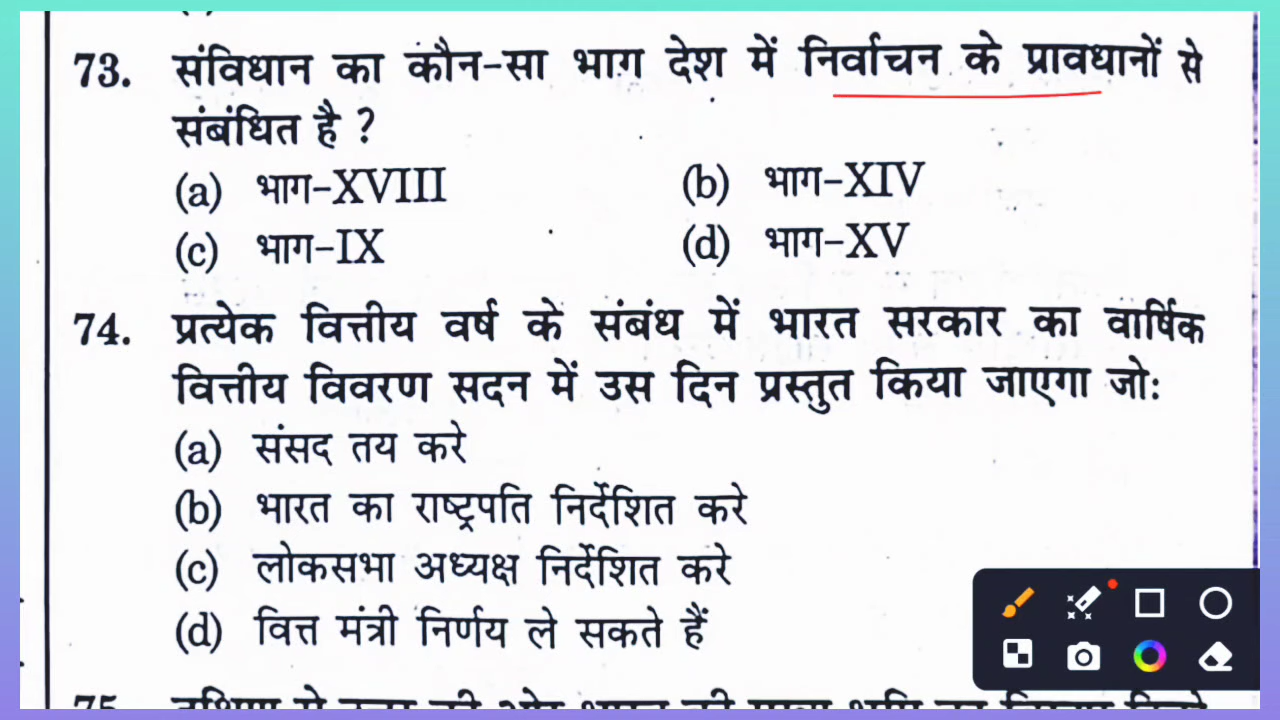 73. संविधान का कौन-सा भाग देश में निर्वाचन के प्रावधानों से
संबंधित है ?
(a) भाग-XVIII (b) भाग-XIV
(c) भाग-IX (d) भाग-XV
74. प्रत्येक वित्तीय वर्ष के संबंध में भारत सरकार का वार्षिक
वित्तीय विवरण सदन में उस दिन प्रस्तुत किया जाएगा जो:
(a) संसद तय करे
(b) भारत का राष्ट्रपति निर्देशित करे
(c) लोकसभा अध्यक्ष निर्देशित करे
(d) वित्त मंत्री निर्णय ले सकते हैं